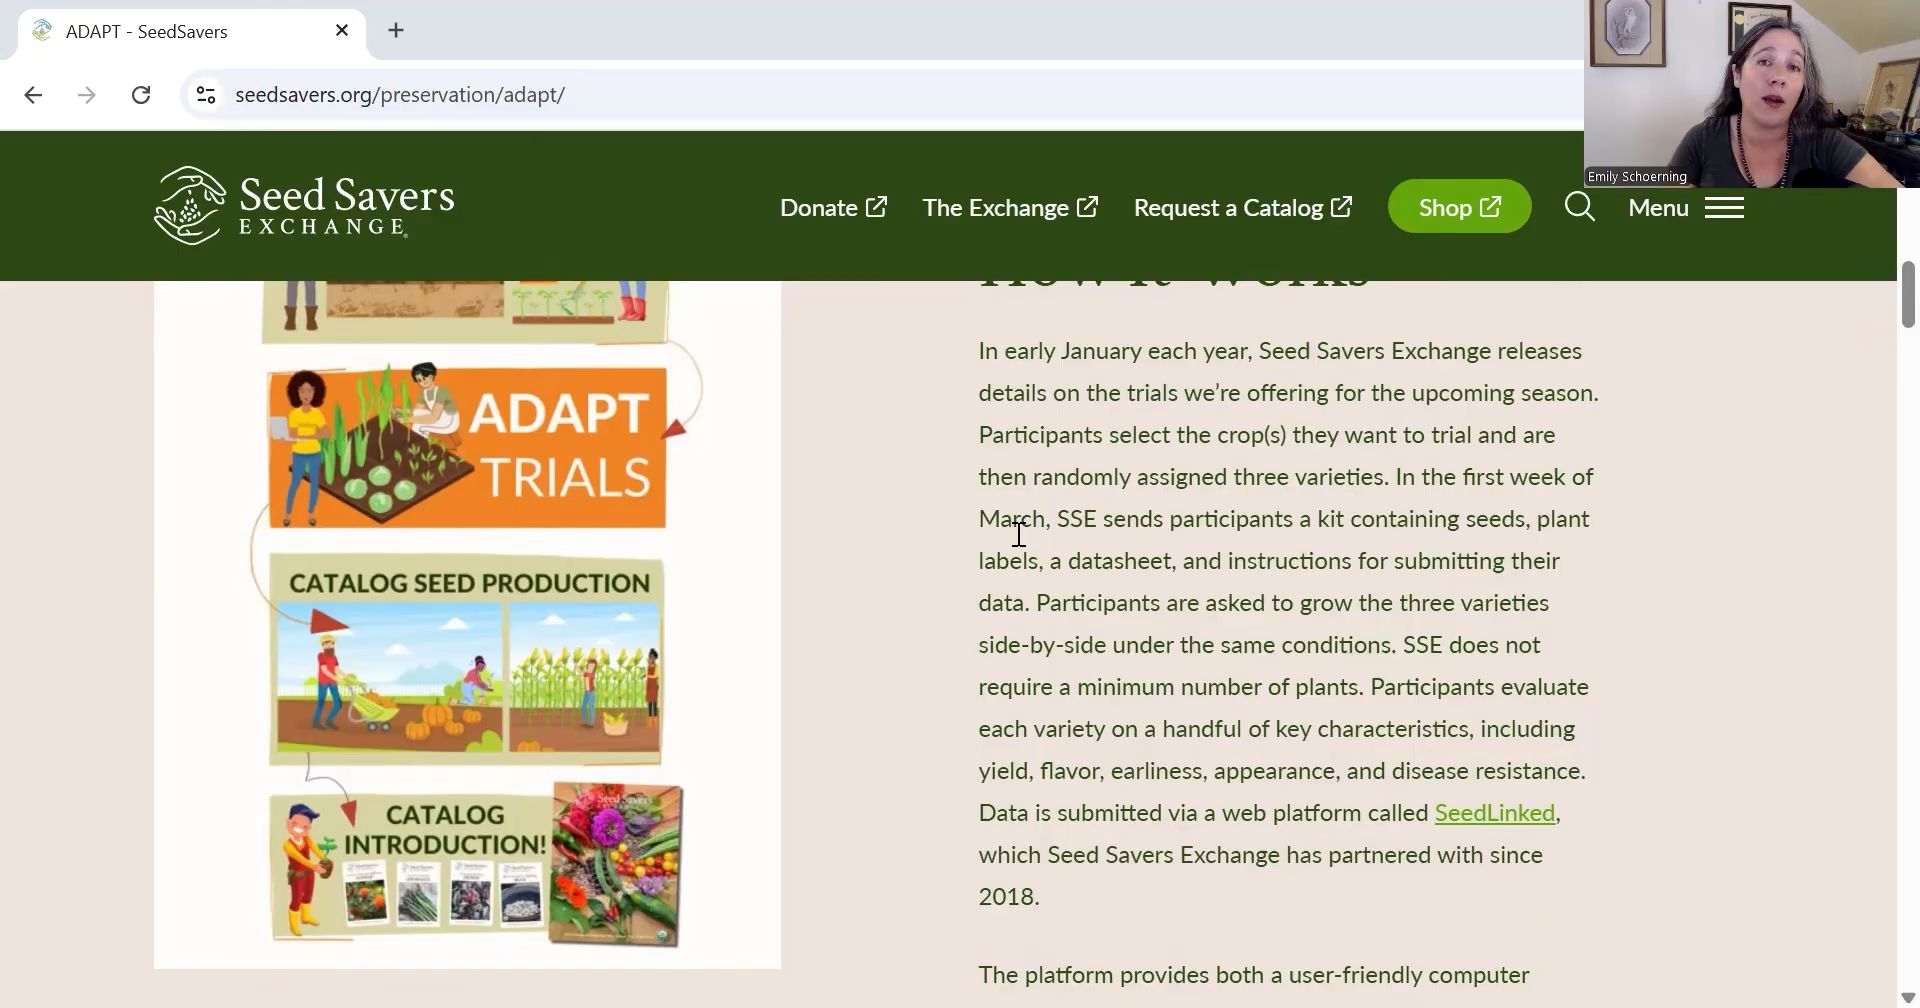 ADAPT - SeedSavers
seedsavers.org/preservation/adapt/
Emily Schoerning
Seed Savers
EXCHANGE
Donate
The Exchange
Request a Catalog
Shop
Menu
How It Works
ADAPT
TRIALS
CATALOG SEED PRODUCTION
CATALOG
INTRODUCTION!
Seed Savers
In early January each year, Seed Savers Exchange releases
details on the trials we’re offering for the upcoming season.
Participants select the crop(s) they want to trial and are
then randomly assigned three varieties. In the first week of
March, SSE sends participants a kit containing seeds, plant
labels, a datasheet, and instructions for submitting their
data. Participants are asked to grow the three varieties
side-by-side under the same conditions. SSE does not
require a minimum number of plants. Participants evaluate
each variety on a handful of key characteristics, including
yield, flavor, earliness, appearance, and disease resistance.
Data is submitted via a web platform called SeedLinked,
which Seed Savers Exchange has partnered with since
2018.
The platform provides both a user-friendly computer